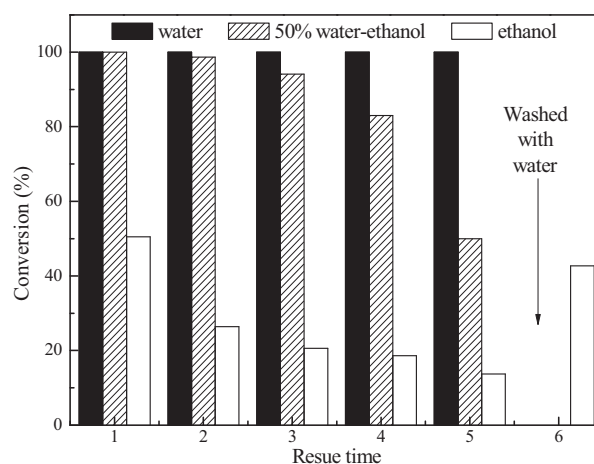 water 50% water-ethanol ethanol
100
80
60
40
20
0
Conversion (%)
Washed
with
water
1 2 3 4 5 6
Resue time